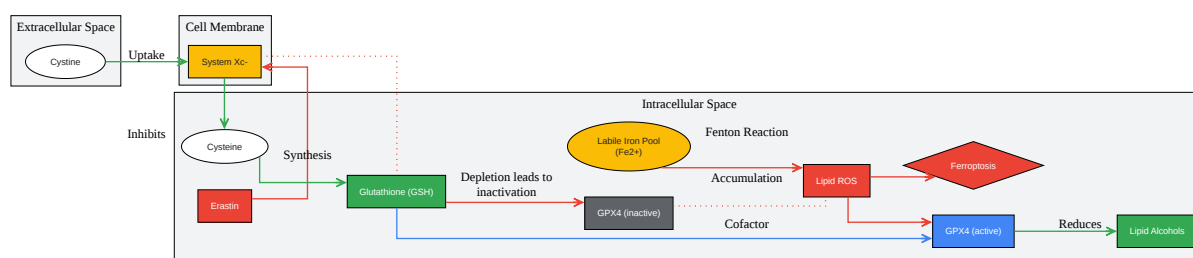 Extracellular Space
Cystine
Uptake
Cell Membrane
System Xc-
Intracellular Space
Inhibits
Cysteine
Synthesis
Erastin
Glutathione (GSH)
Depletion leads to
inactivation
Labile Iron Pool
(Fe2+)
Fenton Reaction
Accumulation
GPX4 (inactive)
Cofactor
Lipid ROS
Ferroptosis
GPX4 (active)
Reduces
Lipid Alcohols